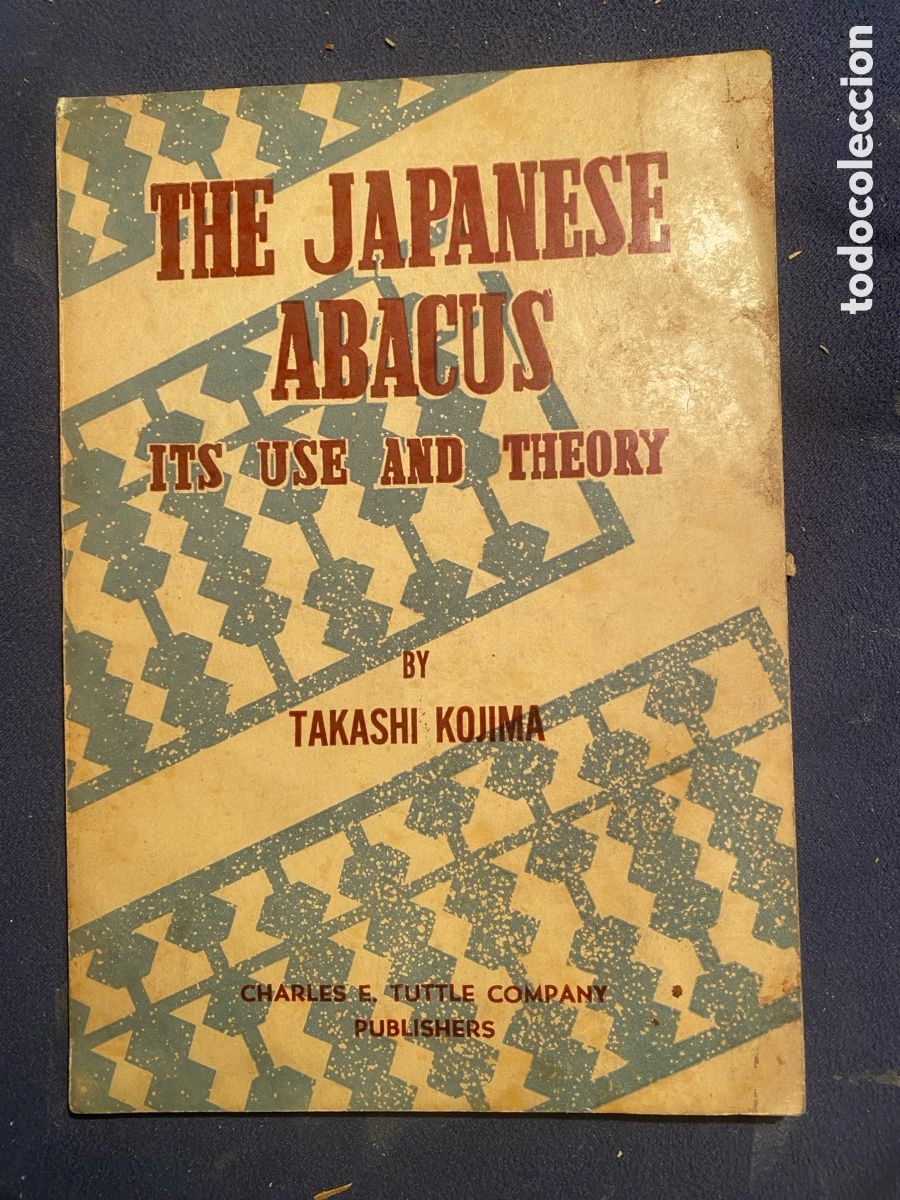 THE JAPANESE
ABACUS
ITS USE AND THEORY
BY
TAKASHI KOJIMA
CHARLES E. TUTTLE COMPANY
PUBLISHERS
todocoleccion